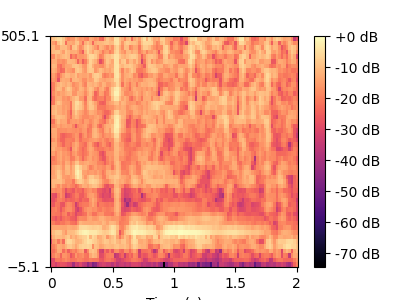 Mel Spectrogram
505.1
−5.1
0
0.5
1
1.5
2
+0 dB
-10 dB
-20 dB
-30 dB
-40 dB
-50 dB
-60 dB
-70 dB